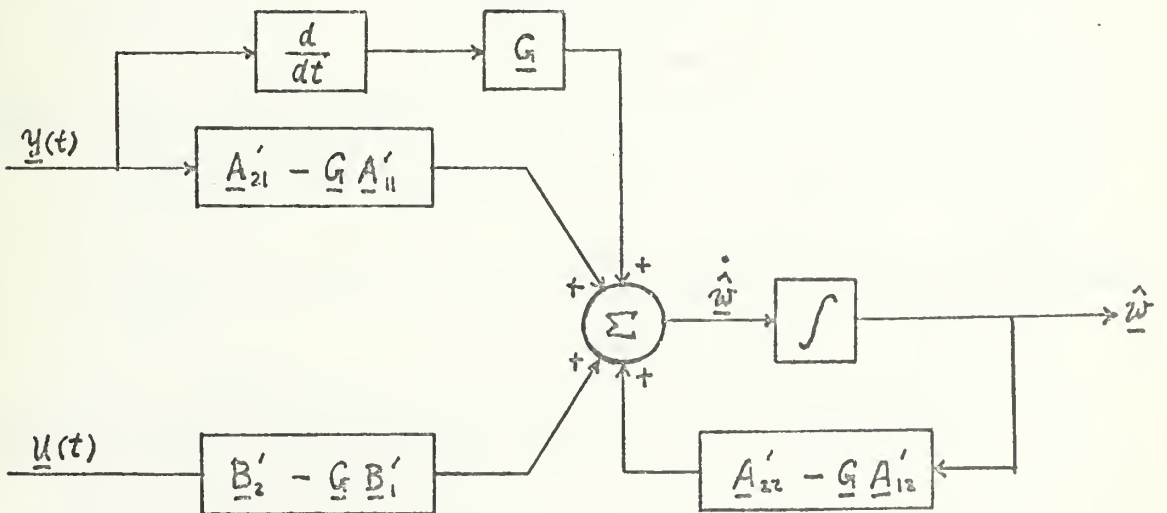 d
dt
G
y(t)
A'21 - G A'11
+
+
ẇ̂
∫
ŵ
Σ
+
+
u(t)
B'2 - G B'1
A'22 - G A'12